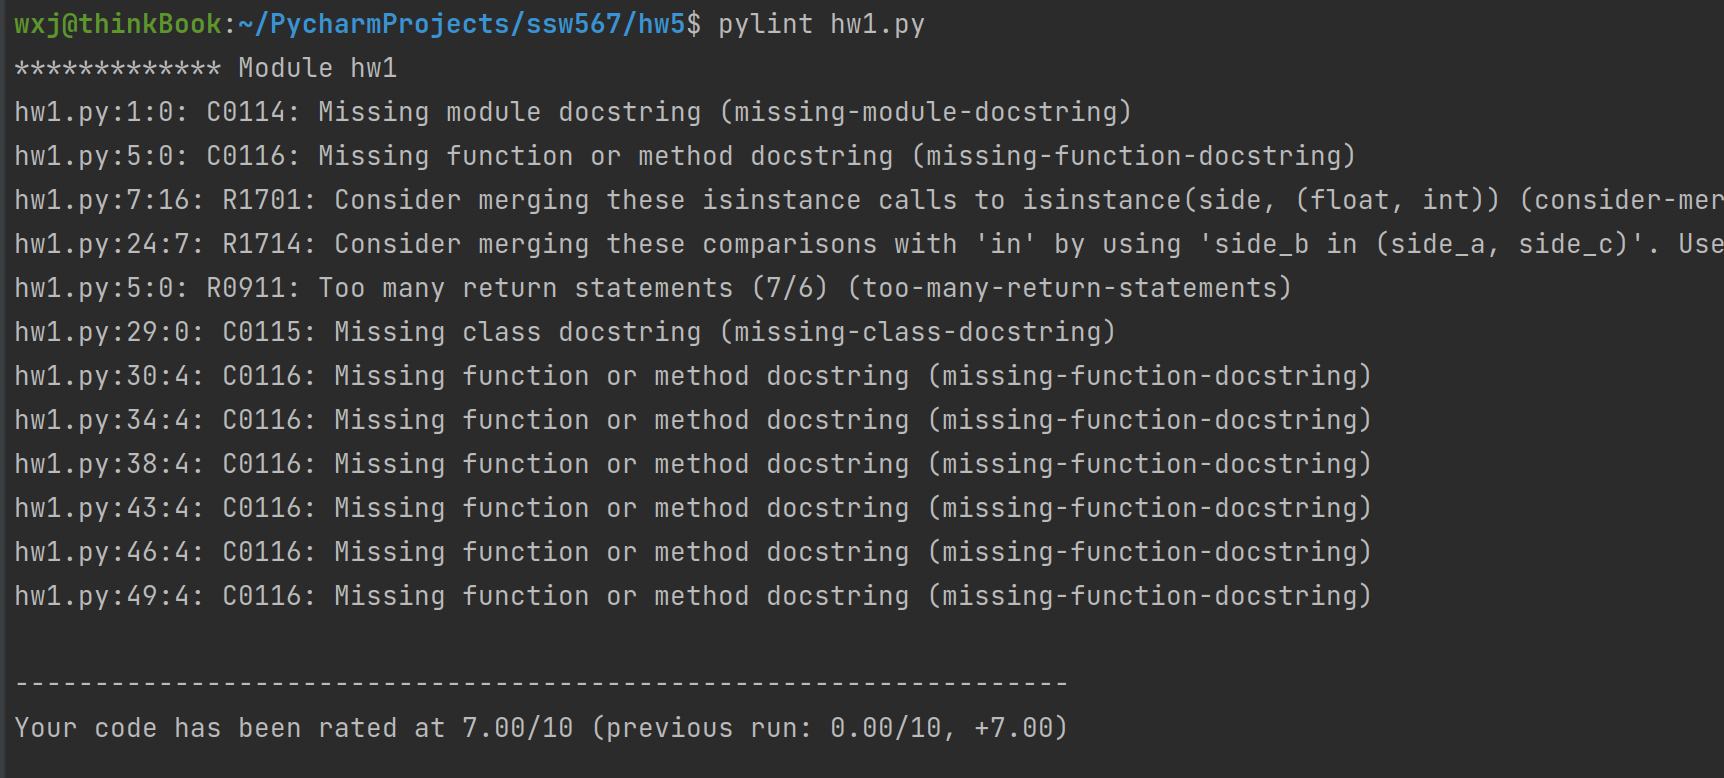 wxj@thinkBook:~/PycharmProjects/ssw567/hw5$ pylint hw1.py
************* Module hw1
hw1.py:1:0: C0114: Missing module docstring (missing-module-docstring)
hw1.py:5:0: C0116: Missing function or method docstring (missing-function-docstring)
hw1.py:7:16: R1701: Consider merging these isinstance calls to isinstance(side, (float, int)) (consider-mer
hw1.py:24:7: R1714: Consider merging these comparisons with 'in' by using 'side_b in (side_a, side_c)'. Use
hw1.py:5:0: R0911: Too many return statements (7/6) (too-many-return-statements)
hw1.py:29:0: C0115: Missing class docstring (missing-class-docstring)
hw1.py:30:4: C0116: Missing function or method docstring (missing-function-docstring)
hw1.py:34:4: C0116: Missing function or method docstring (missing-function-docstring)
hw1.py:38:4: C0116: Missing function or method docstring (missing-function-docstring)
hw1.py:43:4: C0116: Missing function or method docstring (missing-function-docstring)
hw1.py:46:4: C0116: Missing function or method docstring (missing-function-docstring)
hw1.py:49:4: C0116: Missing function or method docstring (missing-function-docstring)
------------------------------------------------------------------
Your code has been rated at 7.00/10 (previous run: 0.00/10, +7.00)